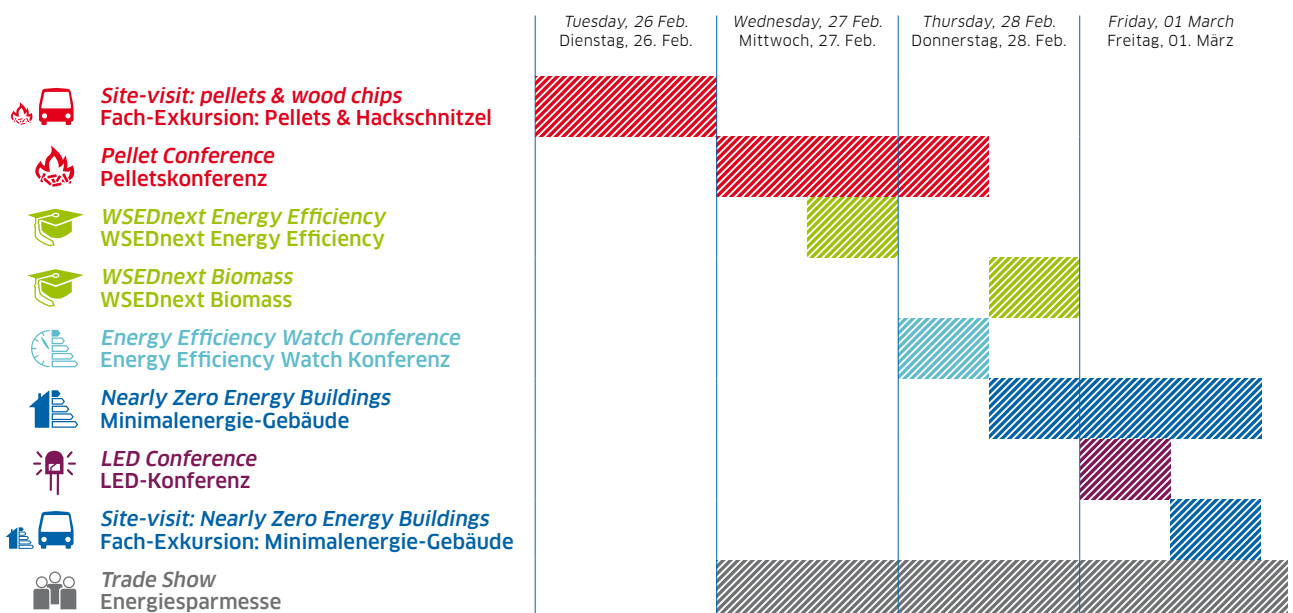 Tuesday, 26 Feb.
Dienstag, 26. Feb.
Wednesday, 27 Feb.
Mittwoch, 27. Feb.
Thursday, 28 Feb.
Donnerstag, 28. Feb.
Friday, 01 March
Freitag, 01. März
Site-visit: pellets & wood chips
Fach-Exkursion: Pellets & Hackschnitzel
Pellet Conference
Pelletskonferenz
WSEDnext Energy Efficiency
WSEDnext Energy Efficiency
WSEDnext Biomass
WSEDnext Biomass
Energy Efficiency Watch Conference
Energy Efficiency Watch Konferenz
Nearly Zero Energy Buildings
Minimalenergie-Gebäude
LED Conference
LED-Konferenz
Site-visit: Nearly Zero Energy Buildings
Fach-Exkursion: Minimalenergie-Gebäude
Trade Show
Energiesparmesse